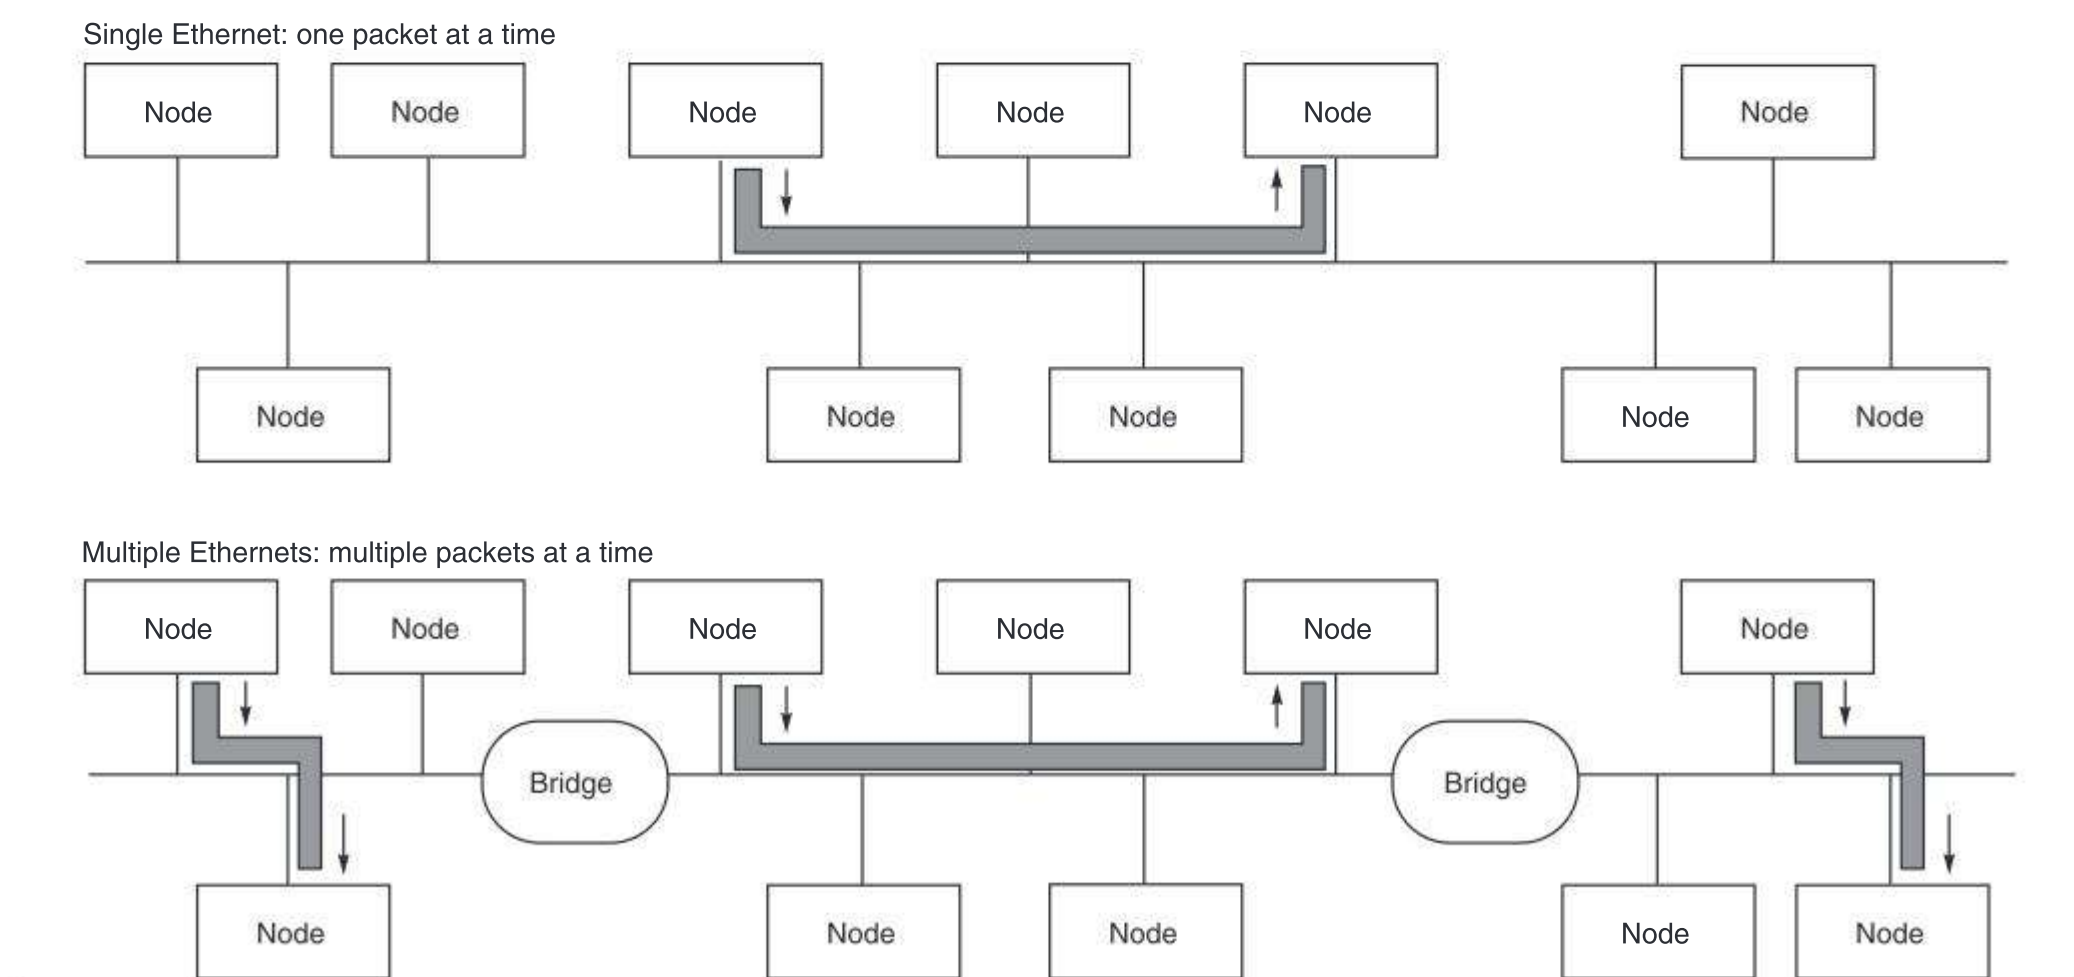 Single Ethernet: one packet at a time
Node Node Node Node Node Node
Node Node Node Node Node
Multiple Ethernets: multiple packets at a time
Node Node Node Node Node Node
Bridge Bridge
Node Node Node Node Node